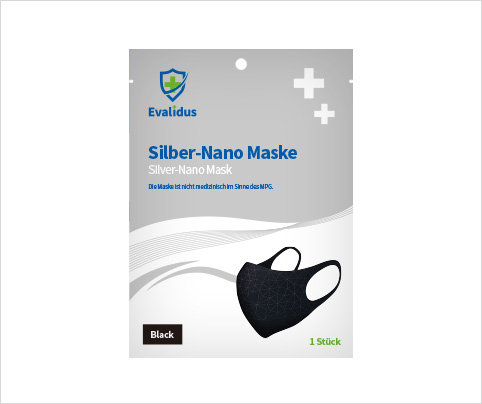 Evalidus
Silber-Nano Maske
Silver-Nano Mask
Die Maske ist nicht medizinisch im Sinne des MPG.
Black
1 Stück